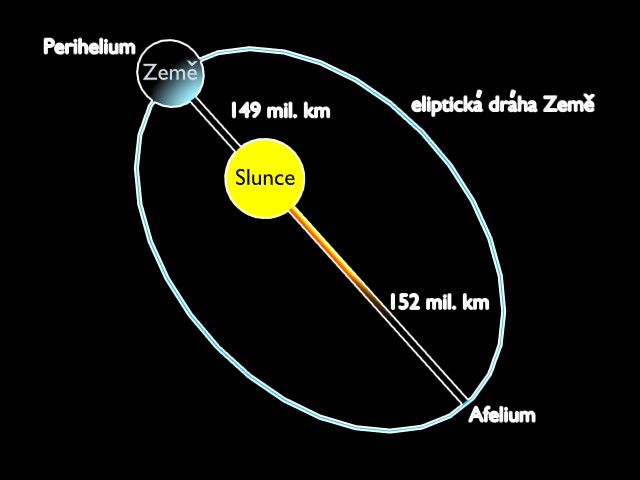 Perihelium
Země
149 mil. km
eliptická dráha Země
Slunce
152 mil. km
Afelium